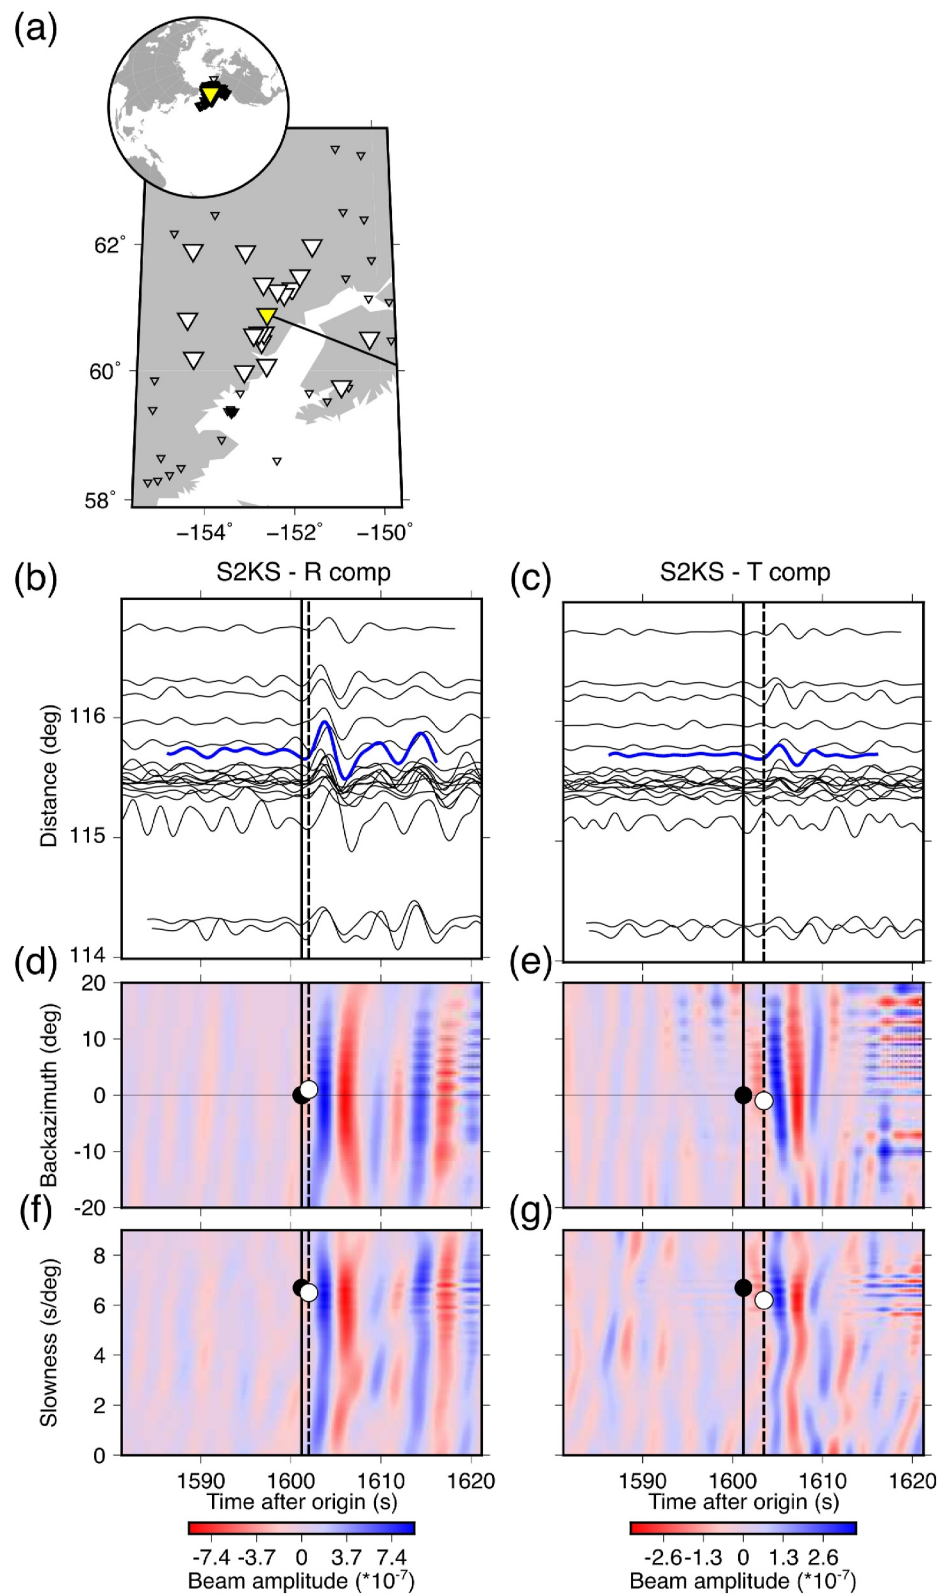 (a)
62°
60°
58°
−154° −152° −150°
(b) (c)
S2KS - R comp S2KS - T comp
Distance (deg)
116
115
114
(d) (e)
Backazimuth (deg)
20
10
0
-10
-20
(f) (g)
Slowness (s/deg)
8
6
4
2
0
1590 1600 1610 1620 1590 1600 1610 1620
Time after origin (s) Time after origin (s)
-7.4 -3.7 0 3.7 7.4 -2.6 -1.3 0 1.3 2.6
Beam amplitude (*10⁻⁷) Beam amplitude (*10⁻⁷)